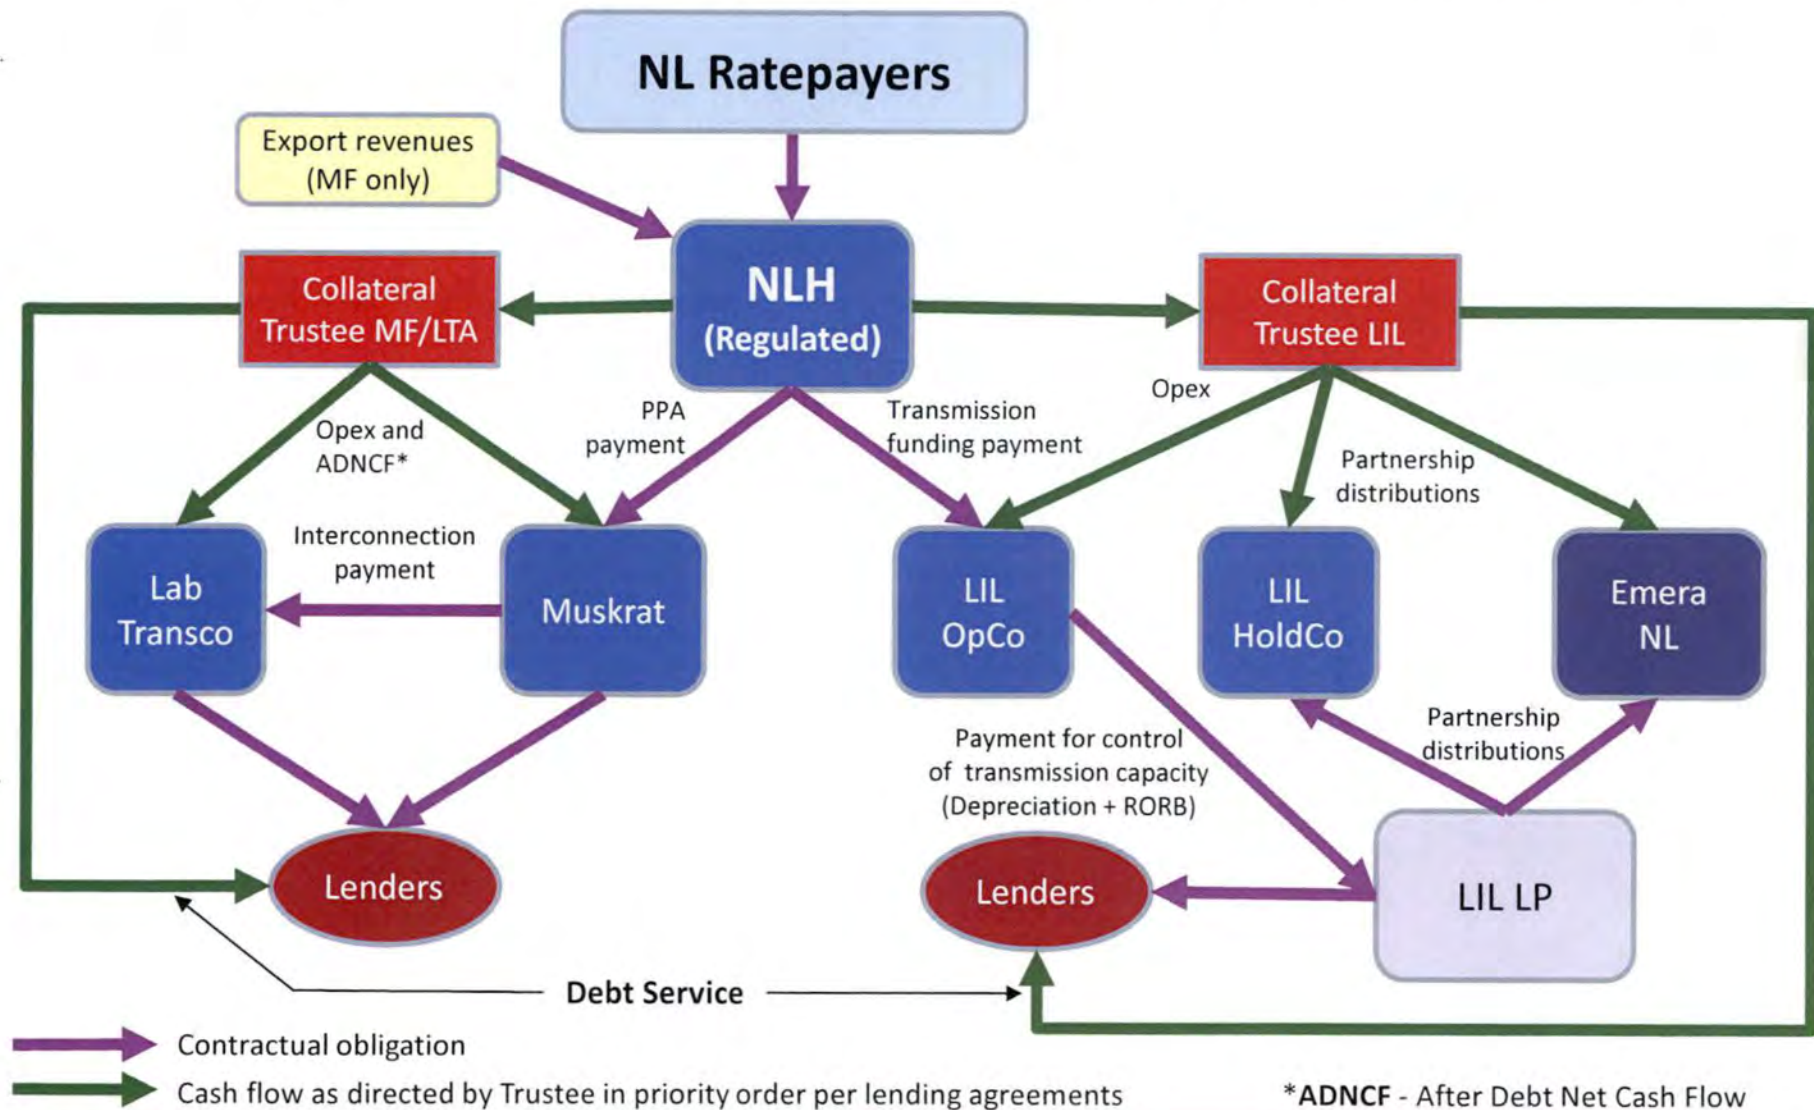 NL Ratepayers
Export revenues
(MF only)
NLH
(Regulated)
Collateral
Trustee MF/LTA
Collateral
Trustee LIL
Opex and
ADNCF*
PPA
payment
Transmission
funding payment
Opex
Partnership
distributions
Interconnection
payment
Lab
Transco
Muskrat
LIL
OpCo
LIL
HoldCo
Emera
NL
Payment for control
of transmission capacity
(Depreciation + RORB)
Partnership
distributions
Lenders
Lenders
LIL LP
Debt Service
Contractual obligation
Cash flow as directed by Trustee in priority order per lending agreements
*ADNCF - After Debt Net Cash Flow